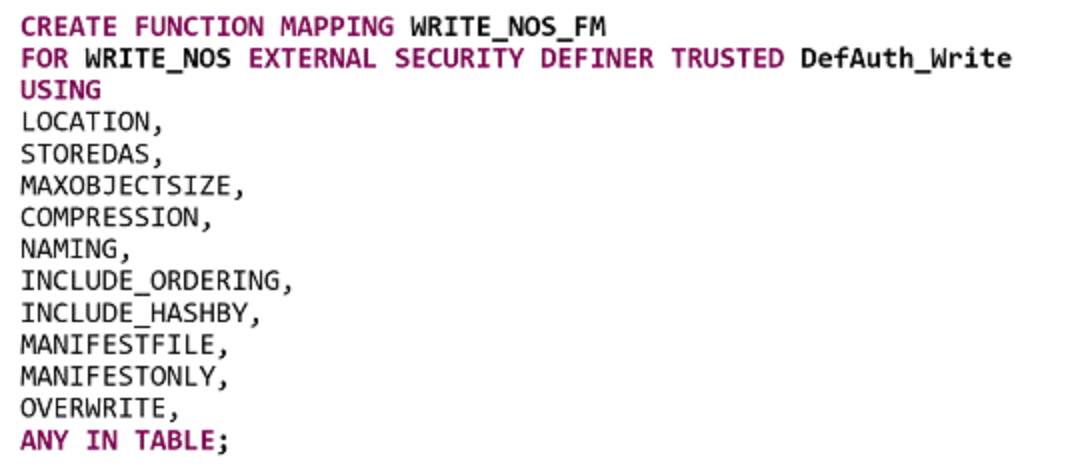 CREATE FUNCTION MAPPING WRITE_NOS_FM
FOR WRITE_NOS EXTERNAL SECURITY DEFINER TRUSTED DefAuth_Write
USING
LOCATION,
STOREDAS,
MAXOBJECTSIZE,
COMPRESSION,
NAMING,
INCLUDE_ORDERING,
INCLUDE_HASHBY,
MANIFESTFILE,
MANIFESTONLY,
OVERWRITE,
ANY IN TABLE;